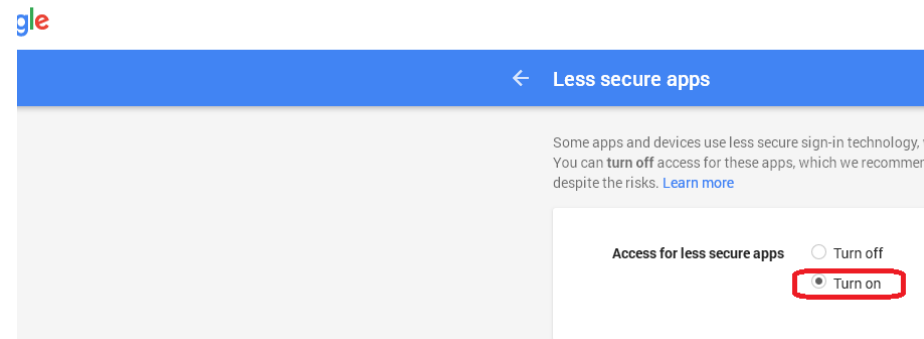 gle
Less secure apps
Some apps and devices use less secure sign-in technology,
You can turn off access for these apps, which we recommen
despite the risks. Learn more
Access for less secure apps
Turn off
Turn on